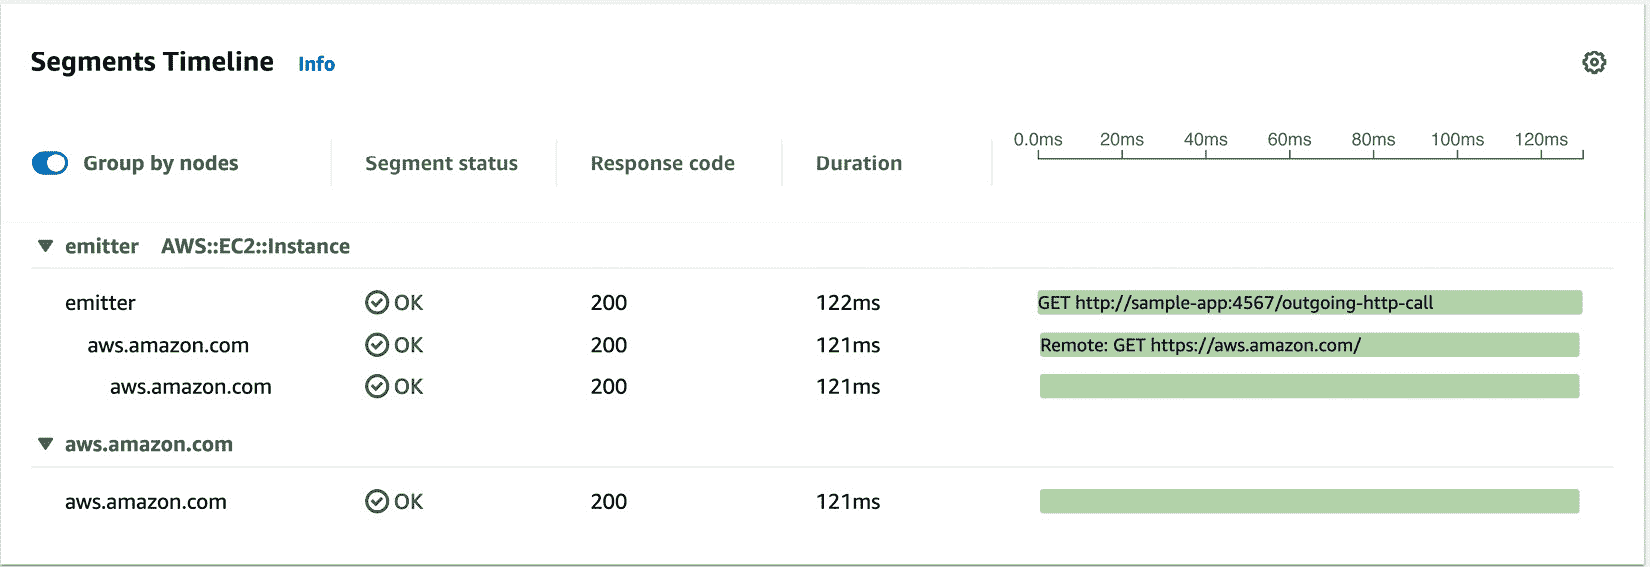 Segments Timeline Info
0.0ms 20ms 40ms 60ms 80ms 100ms 120ms
Group by nodes Segment status Response code Duration
emitter AWS::EC2::Instance
emitter OK 200 122ms GET http://sample-app:4567/outgoing-http-call
aws.amazon.com OK 200 121ms Remote: GET https://aws.amazon.com/
aws.amazon.com OK 200 121ms
aws.amazon.com
aws.amazon.com OK 200 121ms